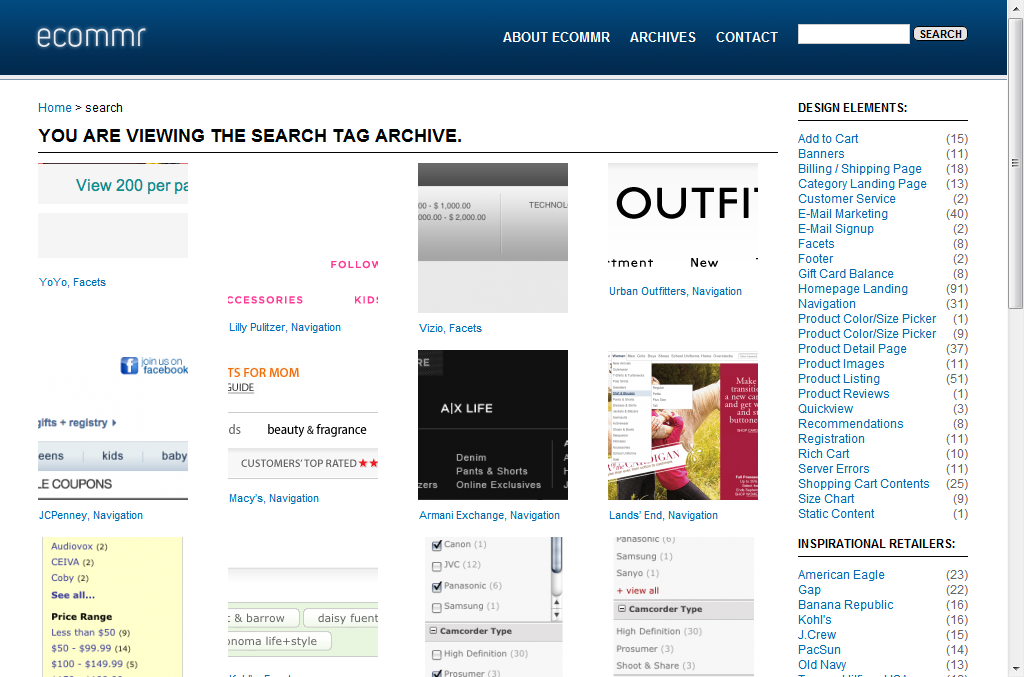 ecommr
ABOUT ECOMMR
ARCHIVES
CONTACT
SEARCH
Home > search
YOU ARE VIEWING THE SEARCH TAG ARCHIVE.
View 200 per pa
YoYo, Facets
FOLLOW
CCESSORIES KIDS
Lilly Pulitzer, Navigation
00 - $ 1,000.00
000.00 - $ 2,000.00
TECHNOL
Vizio, Facets
OUTFIT
rtment New
Urban Outfitters, Navigation
join us on
facebook
gifts + registry
eens kids baby
LE COUPONS
JCPenney, Navigation
TS FOR MOM
GUIDE
ds beauty & fragrance
CUSTOMERS' TOP RATED ★★
Macy's, Navigation
RE
A|X LIFE
Denim
Pants & Shorts
zers Online Exclusives
Armani Exchange, Navigation
Make
a new car
and get
buttons
Lands' End, Navigation
Audiovox (2)
CEIVA (2)
Coby (2)
See all...
Price Range
Less than $50 (9)
$50 - $99.99 (14)
$100 - $149.99 (5)
t & barrow daisy fuent
onoma life+style
Canon (1)
JVC (12)
Panasonic (6)
Samsung (1)
Camcorder Type
High Definition (30)
Prosumer (3)
Panasonic (6)
Samsung (1)
Sanyo (1)
+ view all
Camcorder Type
High Definition (30)
Prosumer (3)
Shoot & Share (3)
DESIGN ELEMENTS:
Add to Cart (15)
Banners (11)
Billing / Shipping Page (18)
Category Landing Page (13)
Customer Service (2)
E-Mail Marketing (40)
E-Mail Signup (2)
Facets (8)
Footer (2)
Gift Card Balance (8)
Homepage Landing (91)
Navigation (31)
Product Color/Size Picker (1)
Product Color/Size Picker (9)
Product Detail Page (37)
Product Images (11)
Product Listing (51)
Product Reviews (1)
Quickview (3)
Recommendations (8)
Registration (11)
Rich Cart (10)
Server Errors (11)
Shopping Cart Contents (25)
Size Chart (9)
Static Content (1)
INSPIRATIONAL RETAILERS:
American Eagle (23)
Gap (22)
Banana Republic (16)
Kohl's (16)
J.Crew (15)
PacSun (14)
Old Navy (13)